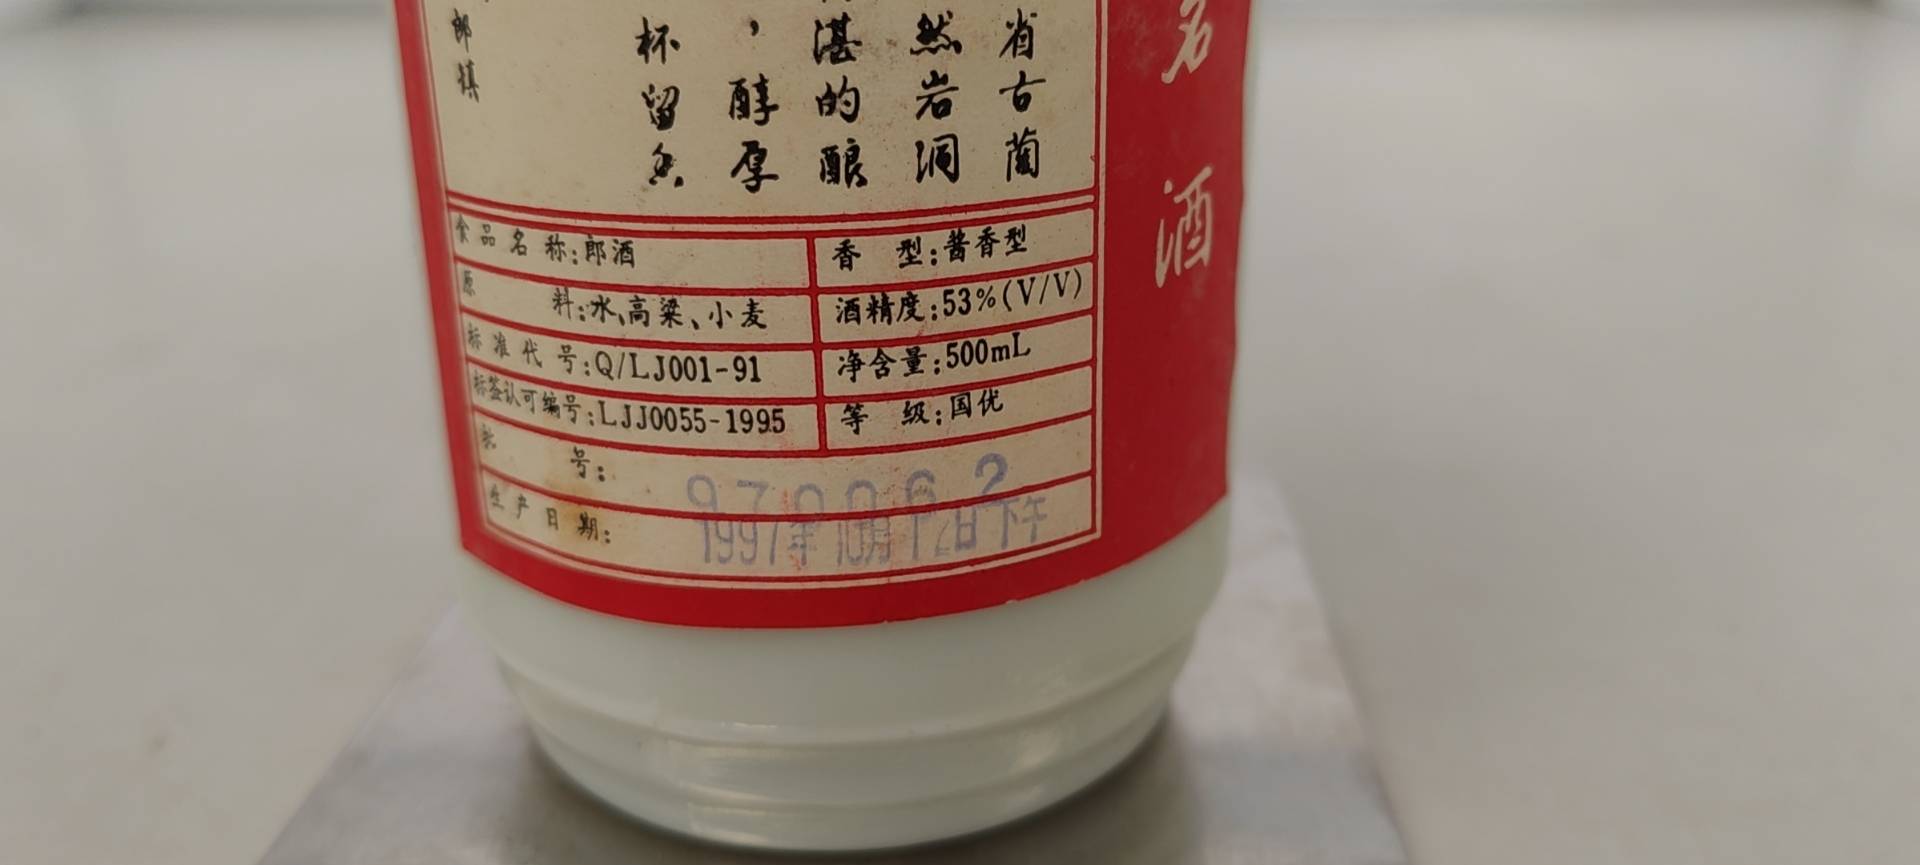 名酒
省古蔺
然岩洞
湛的酿
，醇厚
杯留香
郎镇
食品名称:郎酒
香型:酱香型
原料:水、高粱、小麦
酒精度:53%(V/V)
标准代号:Q/LJ001-91
净含量:500mL
标签认可编号:LJJ0055-1995
等级:国优
批号:
生产日期: 1997年10月12日下午